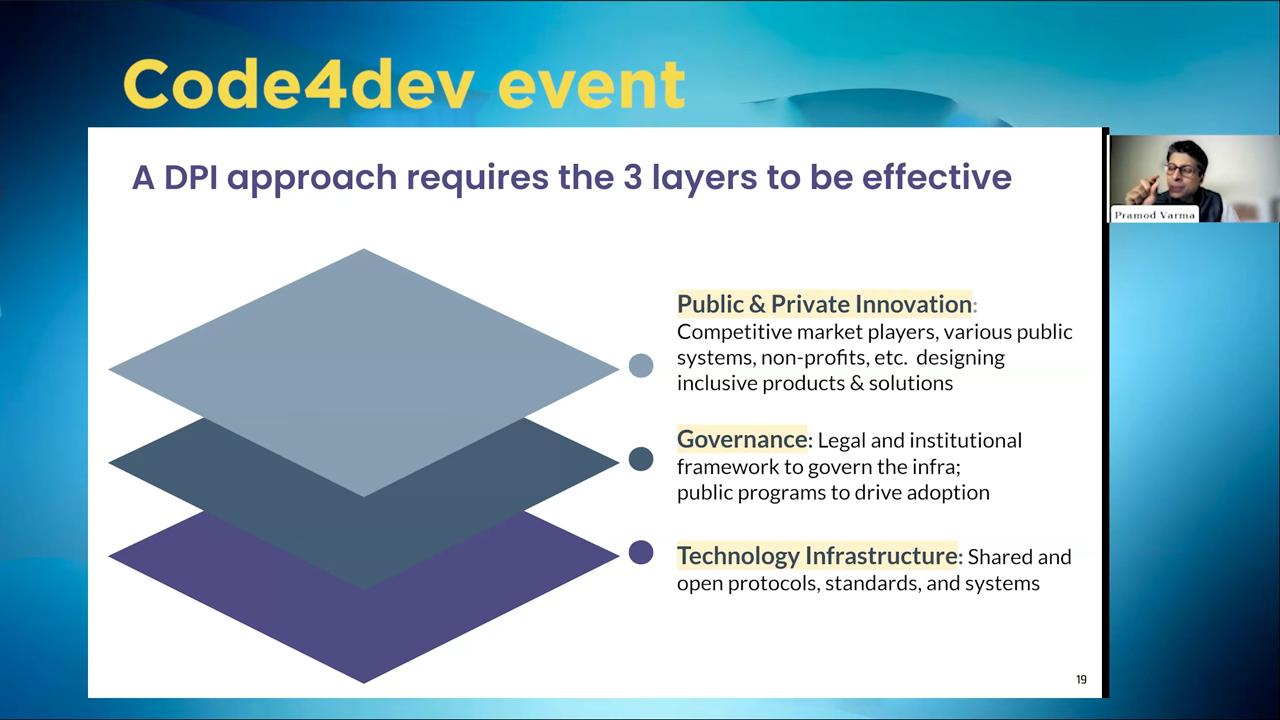 Code4dev event
A DPI approach requires the 3 layers to be effective
Pramod Varma
Public & Private Innovation:
Competitive market players, various public
systems, non-profits, etc. designing
inclusive products & solutions
Governance: Legal and institutional
framework to govern the infra;
public programs to drive adoption
Technology Infrastructure: Shared and
open protocols, standards, and systems
19